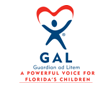 GAL
Guardian ad Litem
A POWERFUL VOICE FOR
FLORIDA'S CHILDREN